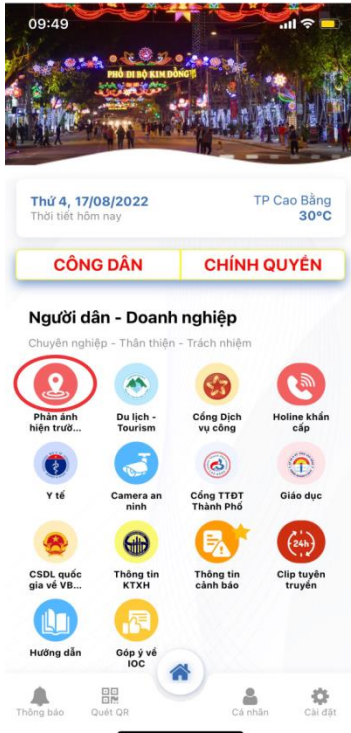 09:49
PHỐ ĐI BỘ KIM ĐỒNG
Thứ 4, 17/08/2022
TP Cao Bằng
Thời tiết hôm nay
30°C
CÔNG DÂN
CHÍNH QUYỀN
Người dân - Doanh nghiệp
Chuyên nghiệp - Thân thiện - Trách nhiệm
Phản ánh hiện trườ...
Du lịch - Tourism
Cổng Dịch vụ công
Holine khẩn cấp
Y tế
Camera an ninh
Cổng TTĐT Thành Phố
Giáo dục
CSDL quốc gia về VB...
Thông tin KTXH
Thông tin cảnh báo
24h
Clip tuyên truyền
Hướng dẫn
Góp ý về IOC
Thông báo
Quét QR
Cá nhân
Cài đặt